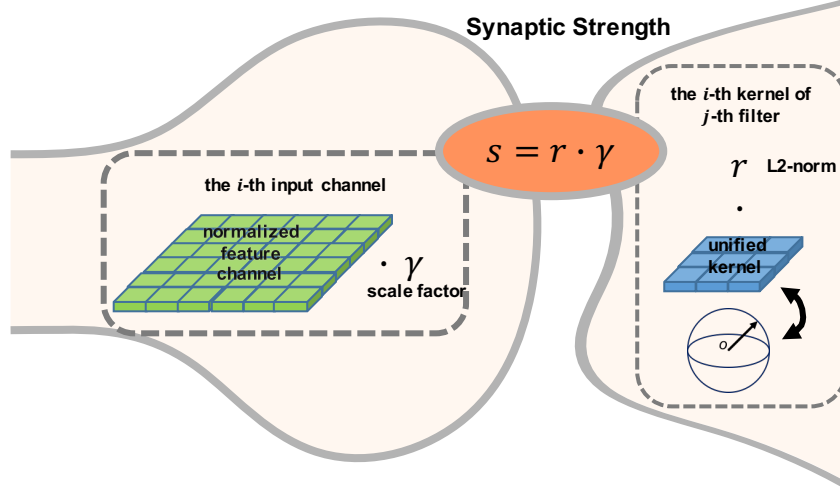 Synaptic Strength
the i-th kernel of
j-th filter
s = r · γ
r L2-norm
·
the i-th input channel
normalized
feature
channel
· γ
scale factor
unified
kernel
o